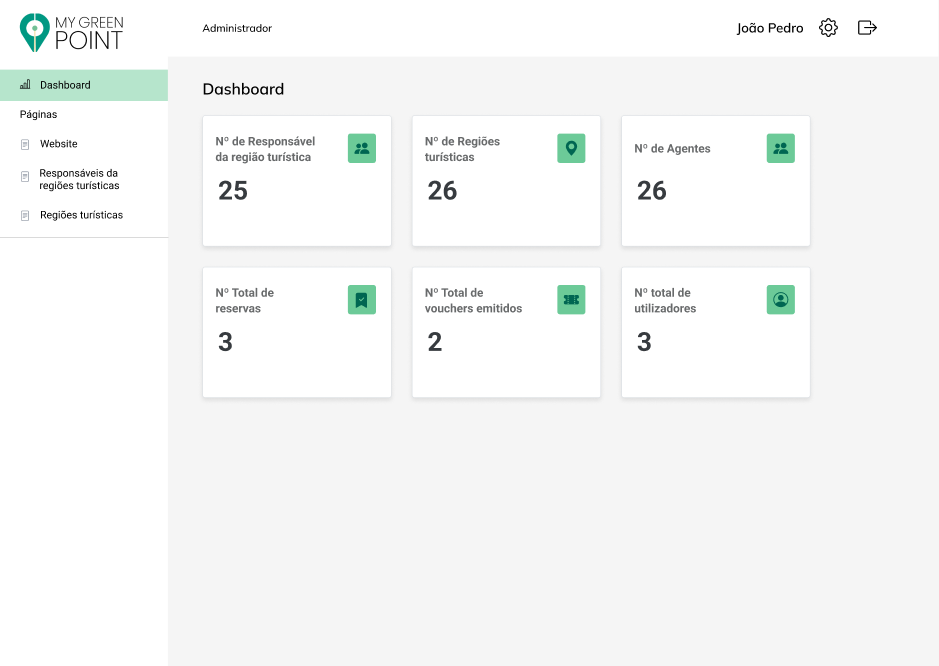 MY GREEN
POINT
Administrador
João Pedro
Dashboard
Páginas
Website
Responsáveis da
regiões turísticas
Regiões turísticas
Dashboard
Nº de Responsável
da região turística
25
Nº de Regiões
turísticas
26
Nº de Agentes
26
Nº Total de
reservas
3
Nº Total de
vouchers emitidos
2
Nº total de
utilizadores
3